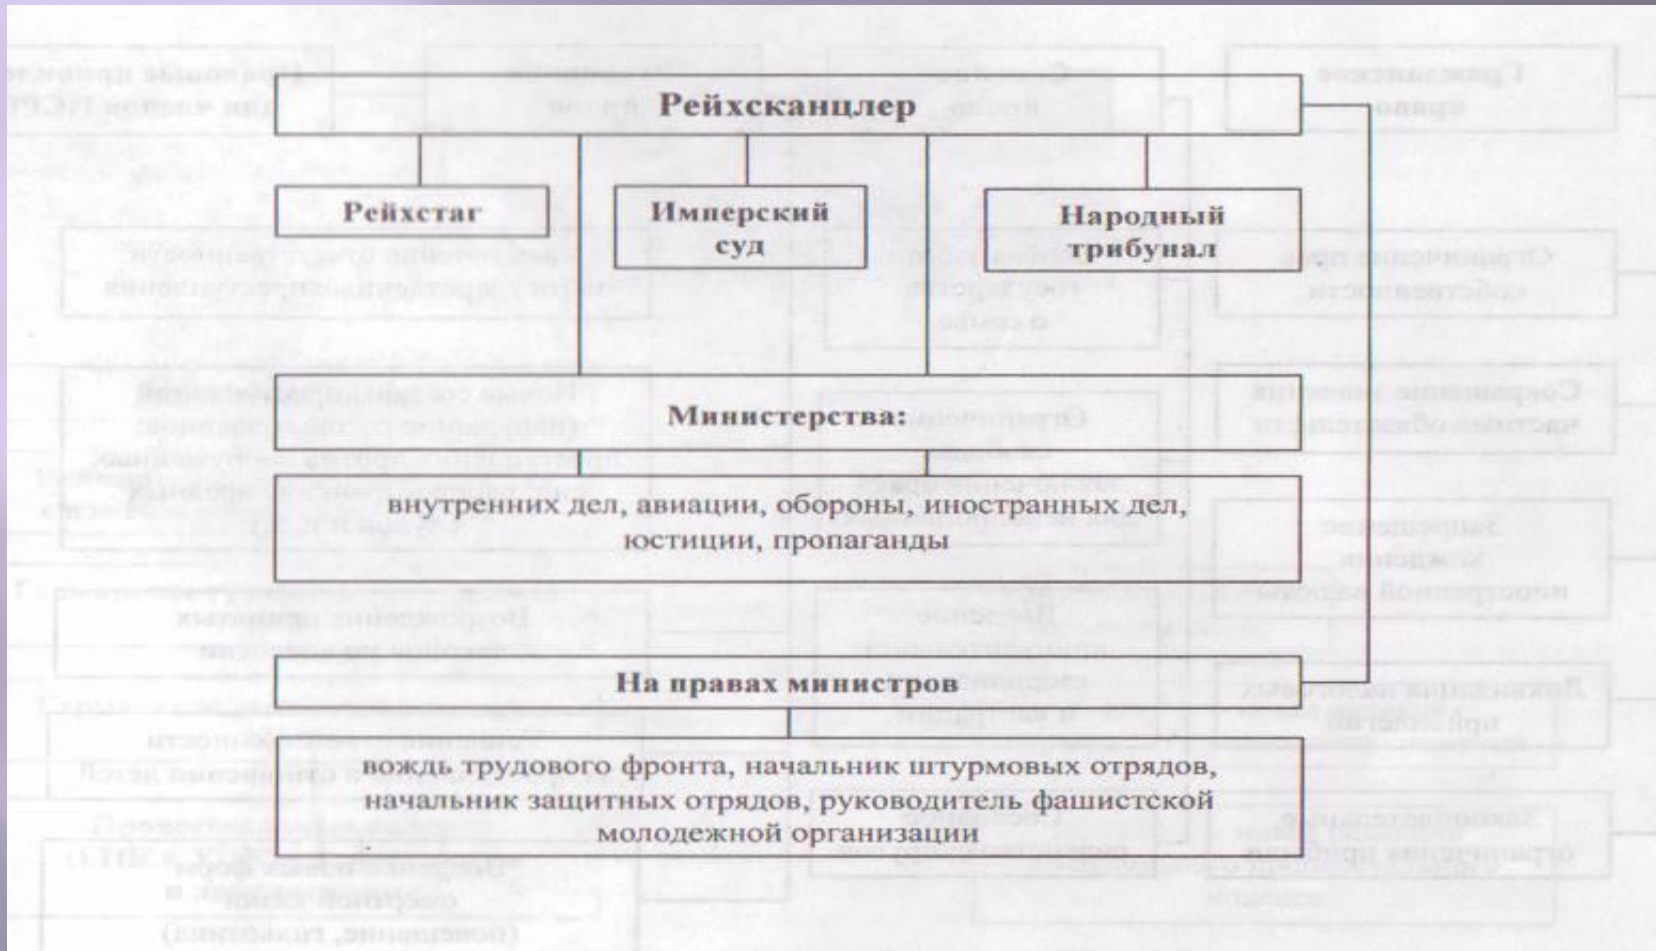 Рейхсканцлер
Рейхстаг
Имперский
суд
Народный
трибунал
Министерства:
внутренних дел, авиации, обороны, иностранных дел,
юстиции, пропаганды
На правах министров
вождь трудового фронта, начальник штурмовых отрядов,
начальник защитных отрядов, руководитель фашистской
молодежной организации